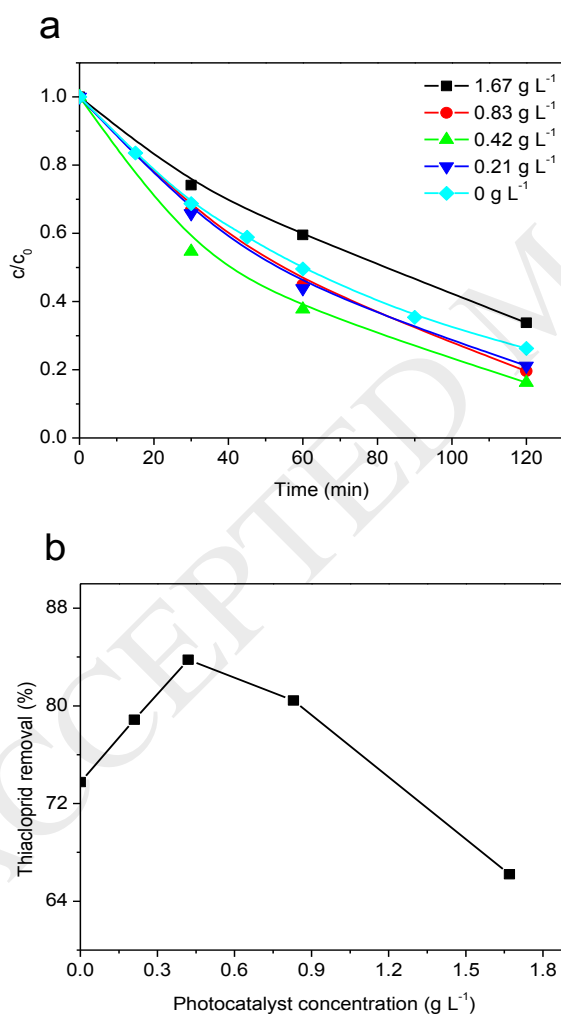 a
1.0
0.8
0.6
0.4
0.2
0.0
c/c₀
0 20 40 60 80 100 120
Time (min)
1.67 g L⁻¹
0.83 g L⁻¹
0.42 g L⁻¹
0.21 g L⁻¹
0 g L⁻¹
b
88
80
72
64
Thiacloprid removal (%)
0.0 0.3 0.6 0.9 1.2 1.5 1.8
Photocatalyst concentration (g L⁻¹)
ACCEPTED M